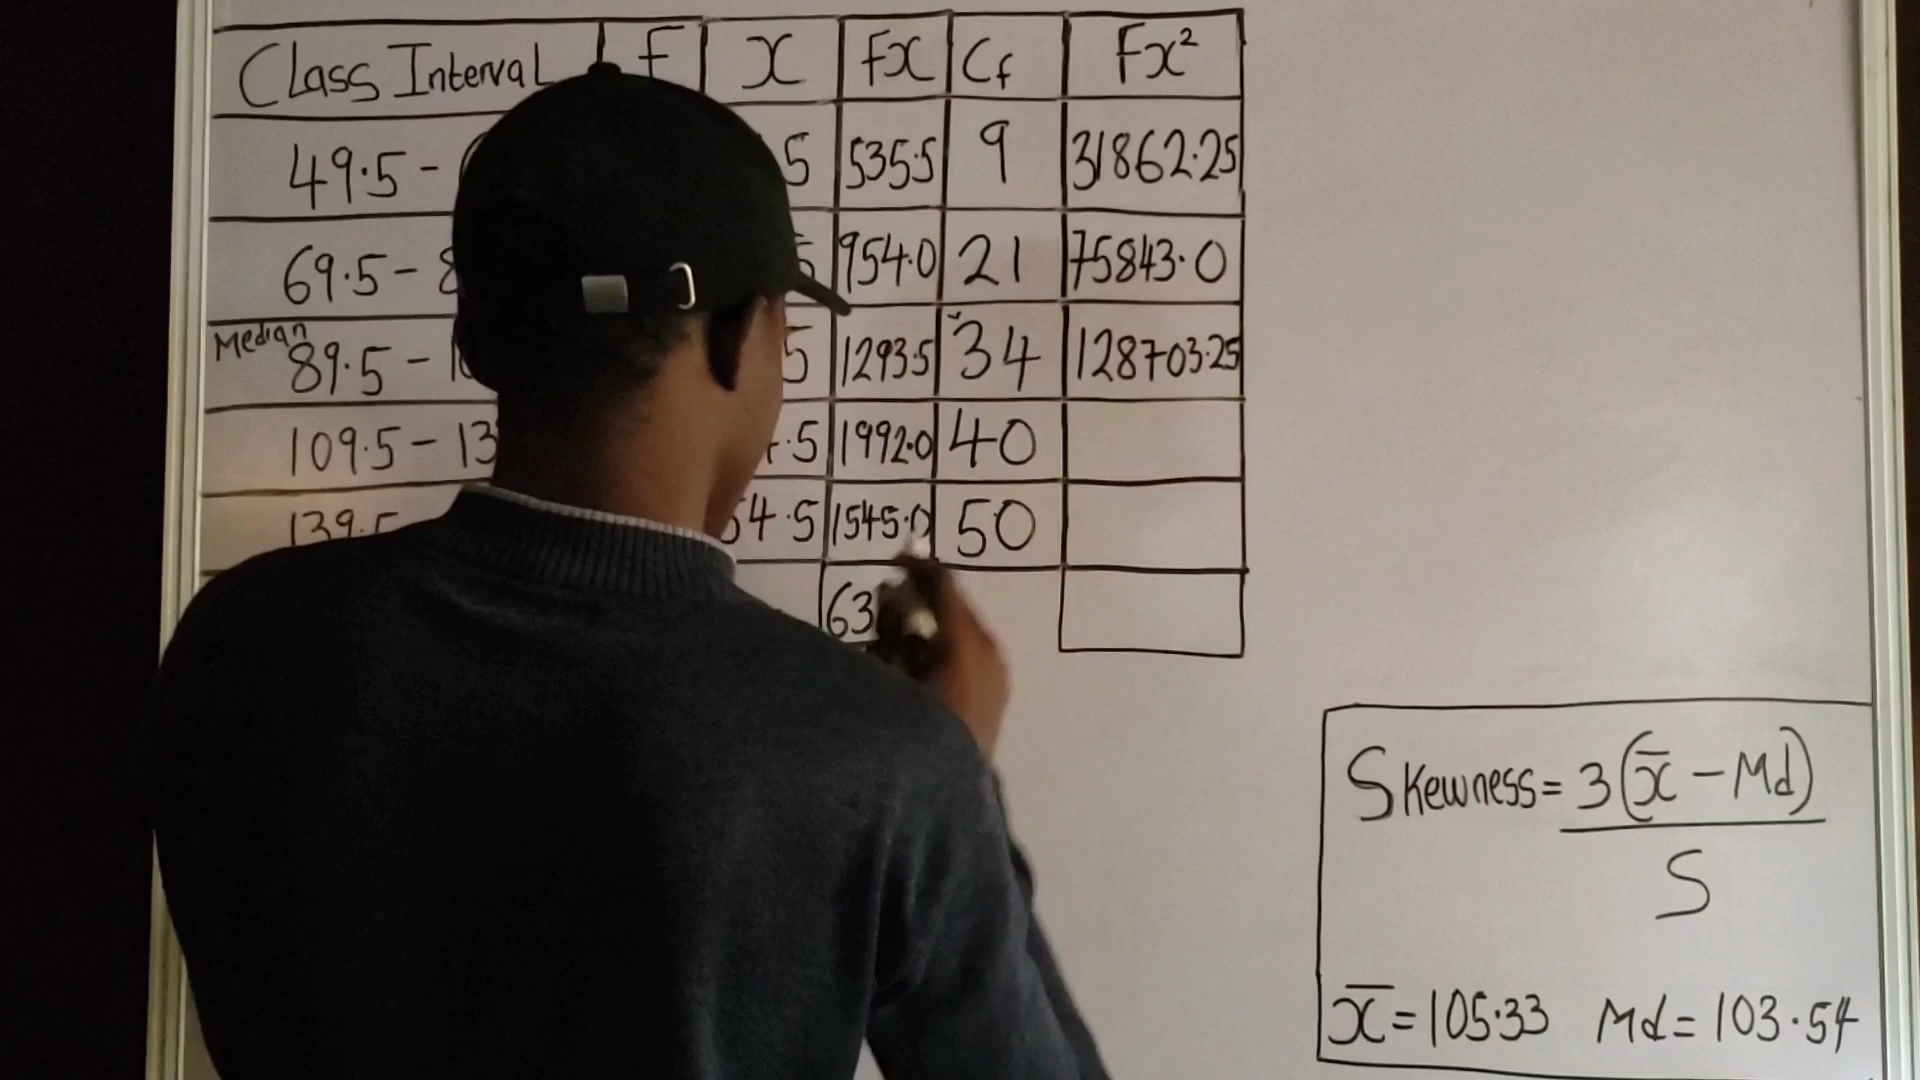 Class Interval F x Fx Cf Fx²
49.5 - 5 535.5 9 31862.25
69.5 - 8 5 954.0 21 75843.0
Median 89.5 - 1 5 1293.5 34 128703.25
109.5 - 13 4.5 1992.0 40
139.5 54.5 1545.0 50
63
Skewness = 3(x̄ - Md)
S
x̄ = 105.33 Md = 103.54